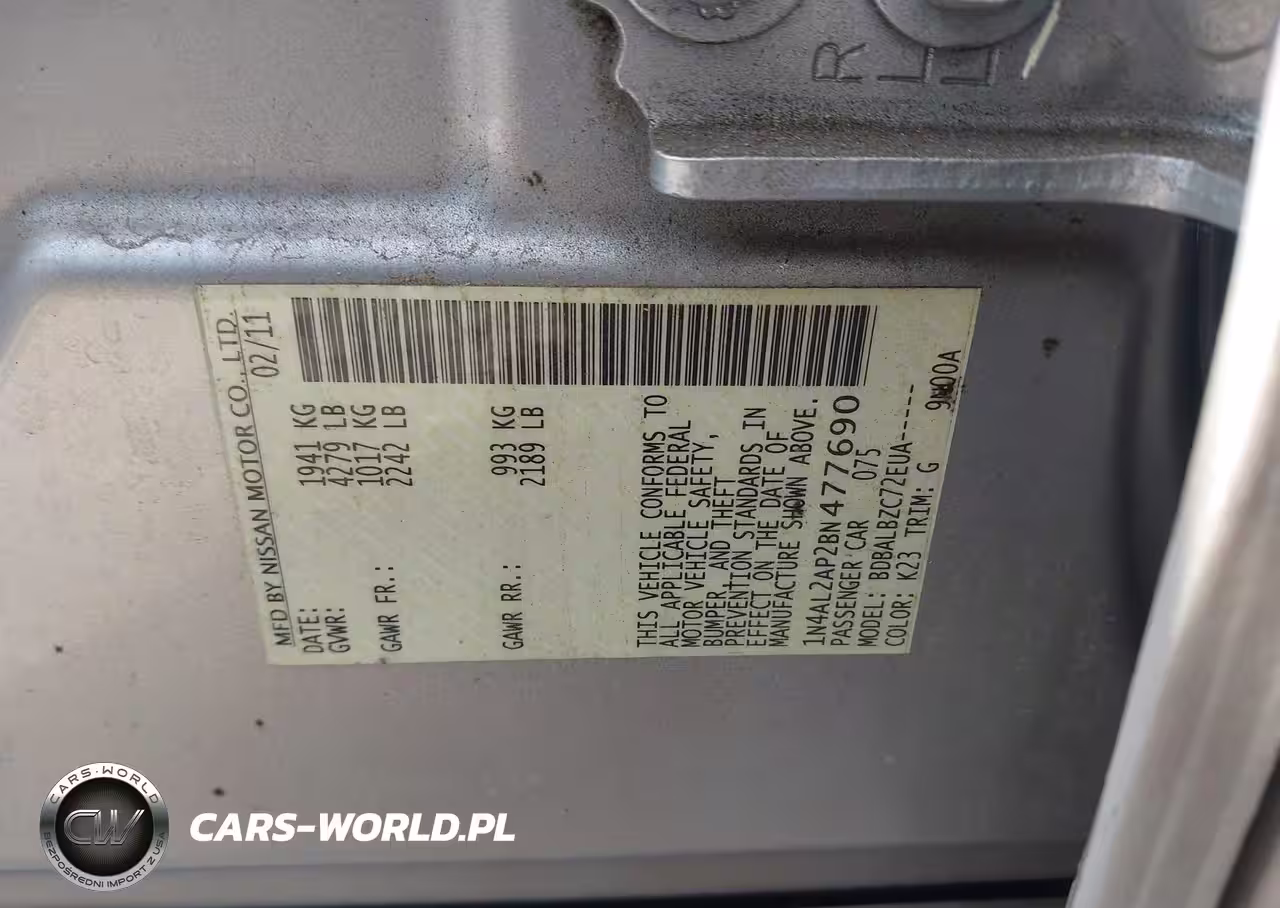 MFD BY NISSAN MOTOR CO., LTD.
DATE: 02/11
GVWR: 1941 KG
4279 LB
GAWR FR.: 1017 KG
2242 LB
GAWR RR.: 993 KG
2189 LB
THIS VEHICLE CONFORMS TO
ALL APPLICABLE FEDERAL
MOTOR VEHICLE SAFETY,
BUMPER, AND THEFT
PREVENTION STANDARDS IN
EFFECT ON THE DATE OF
MANUFACTURE SHOWN ABOVE.
1N4AL2AP2BN477690
PASSENGER CAR 075
MODEL: BDBALBZC72EUA-----
COLOR: K23 TRIM: G
CARS-WORLD
CW
BEZPOŚREDNI IMPORT Z USA
CARS-WORLD.PL